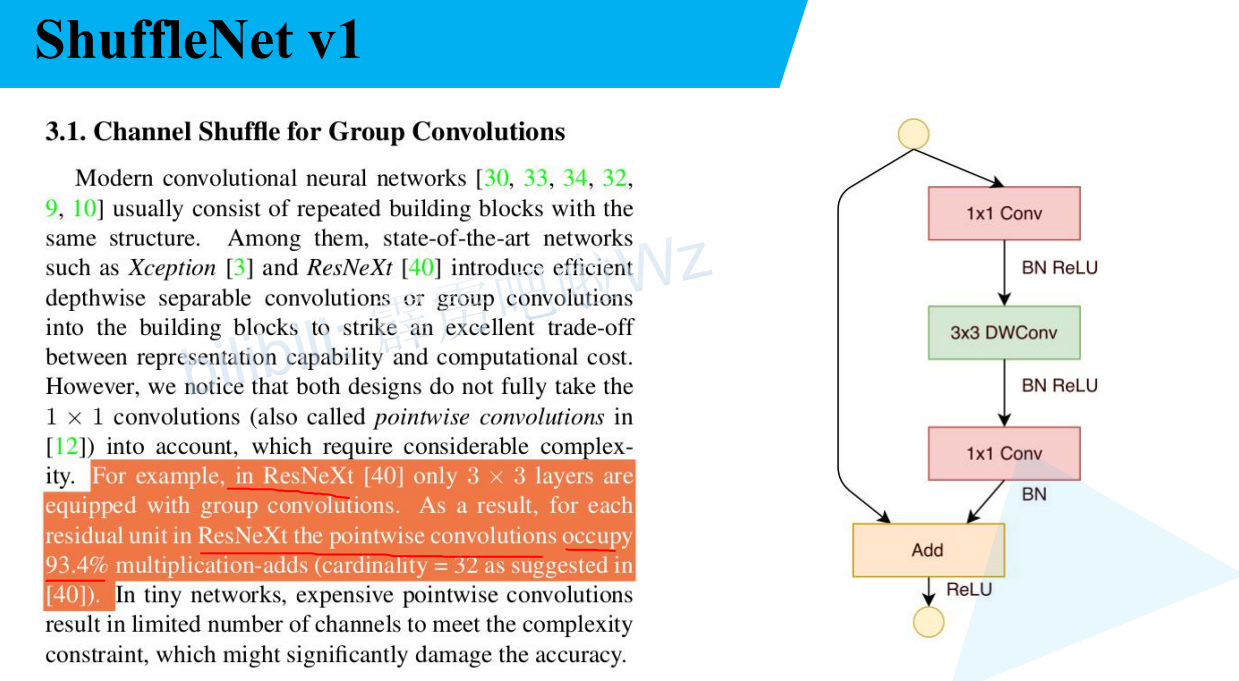 ShuffleNet v1
3.1. Channel Shuffle for Group Convolutions
Modern convolutional neural networks [30, 33, 34, 32,
9, 10] usually consist of repeated building blocks with the
same structure. Among them, state-of-the-art networks
such as Xception [3] and ResNeXt [40] introduce efficient
depthwise separable convolutions or group convolutions
into the building blocks to strike an excellent trade-off
between representation capability and computational cost.
However, we notice that both designs do not fully take the
1 × 1 convolutions (also called pointwise convolutions in
[12]) into account, which require considerable complex-
ity. For example, in ResNeXt [40] only 3 × 3 layers are
equipped with group convolutions. As a result, for each
residual unit in ResNeXt the pointwise convolutions occupy
93.4% multiplication-adds (cardinality = 32 as suggested in
[40]). In tiny networks, expensive pointwise convolutions
result in limited number of channels to meet the complexity
constraint, which might significantly damage the accuracy.
bilibili: 霹雳吧啦Wz
1x1 Conv
BN ReLU
3x3 DWConv
BN ReLU
1x1 Conv
BN
Add
ReLU